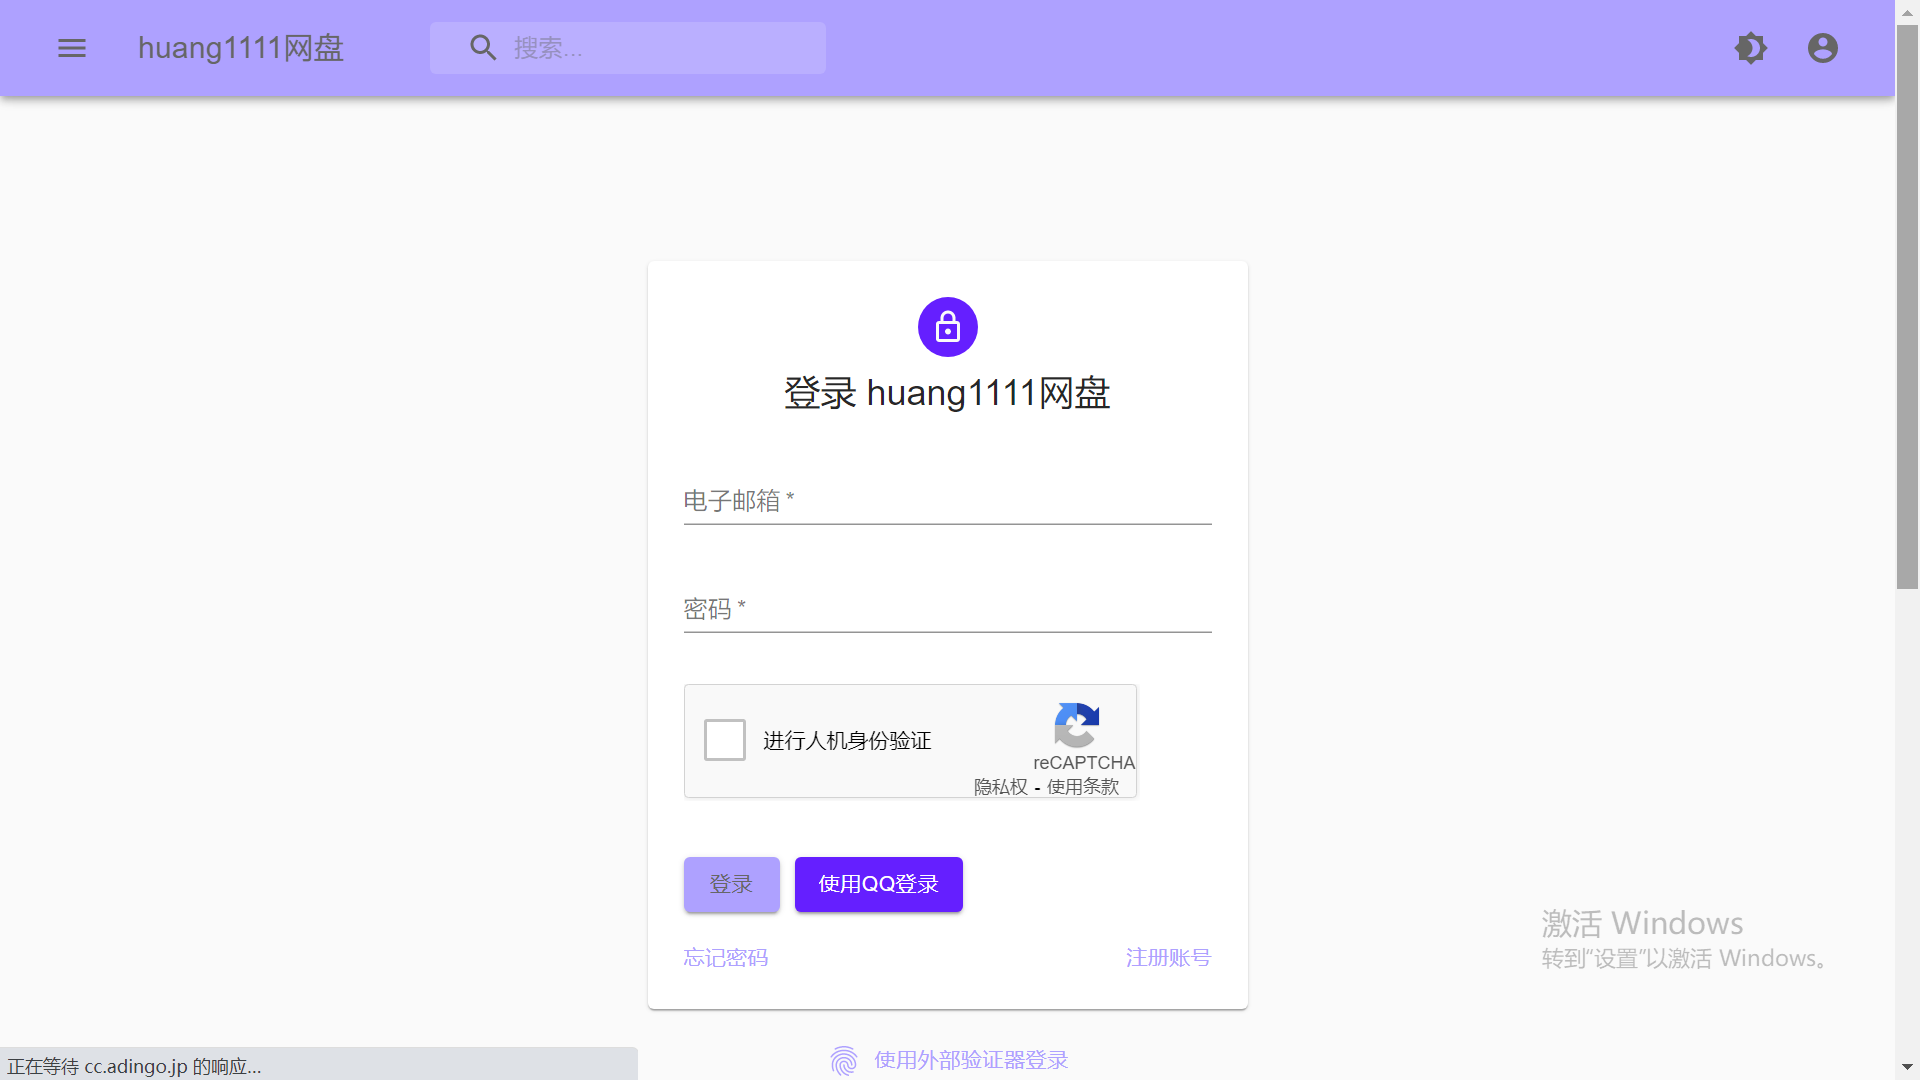 huang1111网盘
搜索...
登录 huang1111网盘
电子邮箱 *
密码 *
进行人机身份验证
reCAPTCHA
隐私权 - 使用条款
登录
使用QQ登录
忘记密码
注册账号
激活 Windows
转到“设置”以激活 Windows。
使用外部验证器登录
正在等待 cc.adingo.jp 的响应...